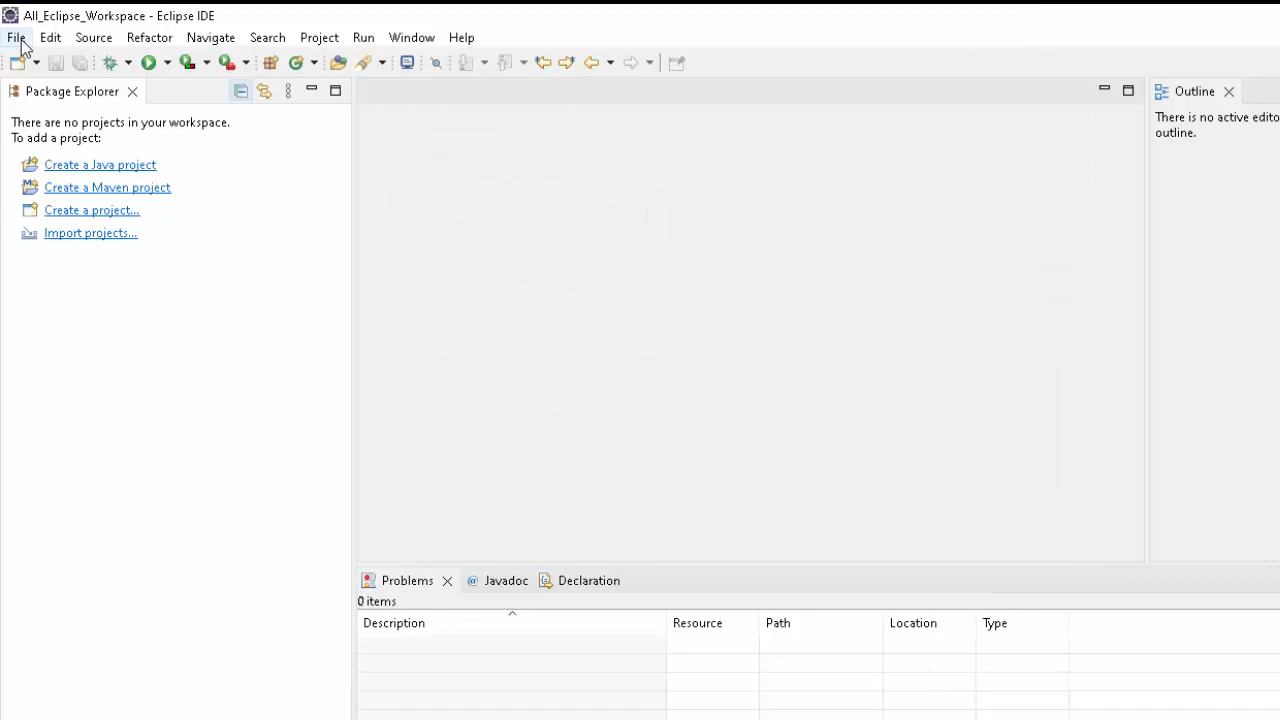 All_Eclipse_Workspace - Eclipse IDE
File Edit Source Refactor Navigate Search Project Run Window Help
Package Explorer
There are no projects in your workspace.
To add a project:
Create a Java project
Create a Maven project
Create a project...
Import projects...
Outline
There is no active edito
outline.
Problems @ Javadoc Declaration
0 items
Description Resource Path Location Type